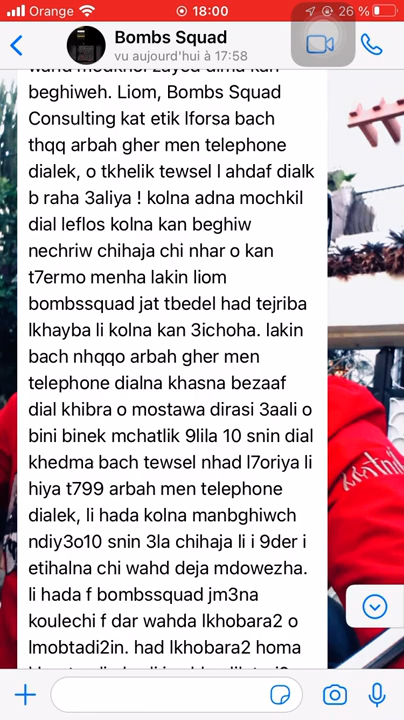 Orange 18:00 26 %
Bombs Squad
vu aujourd'hui à 17:58
beghiweh. Liom, Bombs Squad
Consulting kat etik lforsa bach
thqq arbah gher men telephone
dialek, o tkhelik tewsel l ahdaf dialk
b raha 3aliya ! kolna adna mochkil
dial leflos kolna kan beghiw
nechriw chihaja chi nhar o kan
t7ermo menha lakin liom
bombssquad jat tbedel had tejriba
lkhayba li kolna kan 3ichoha. lakin
bach nhqqo arbah gher men
telephone dialna khasna bezaaf
dial khibra o mostawa dirasi 3aali o
bini binek mchatlik 9lila 10 snin dial
khedma bach tewsel nhad l7oriya li
hiya t799 arbah men telephone
dialek, li hada kolna manbghiwch
ndiy3o10 snin 3la chihaja li i 9der i
etihalna chi wahd deja mdowezha.
li hada f bombssquad jm3na
koulechi f dar wahda lkhobara2 o
lmobtadi2in. had lkhobara2 homa